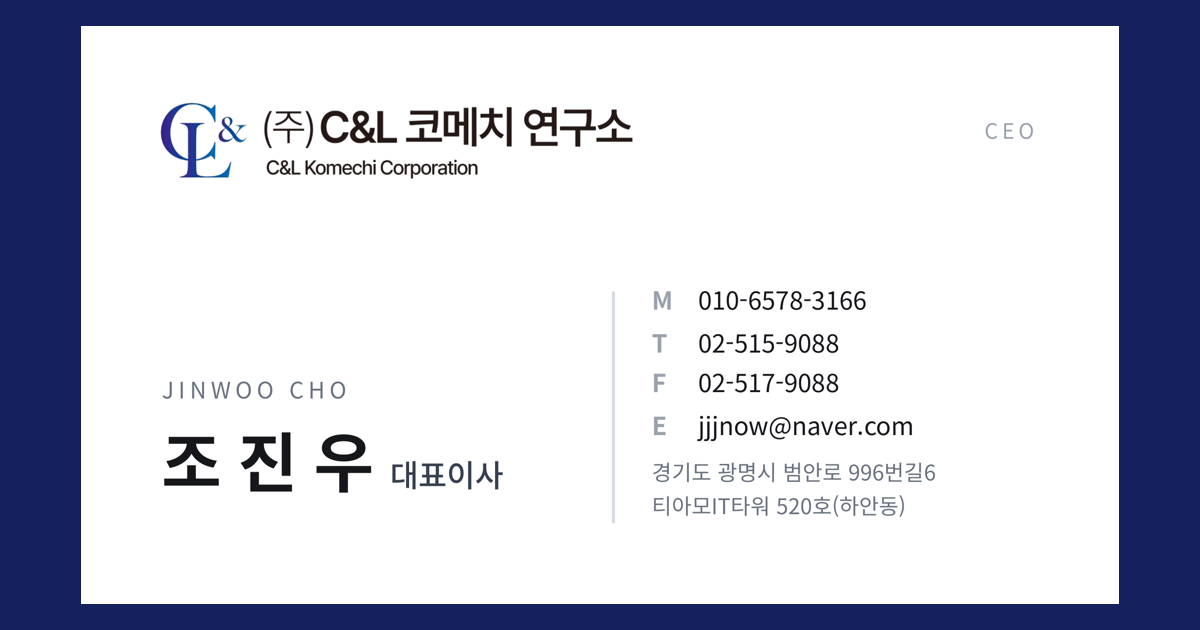 C&L (주)C&L 코메치 연구소
C&L Komechi Corporation
CEO
JINWOO CHO
조진우 대표이사
M 010-6578-3166
T 02-515-9088
F 02-517-9088
E jjjnow@naver.com
경기도 광명시 범안로 996번길6
티아모IT타워 520호(하안동)